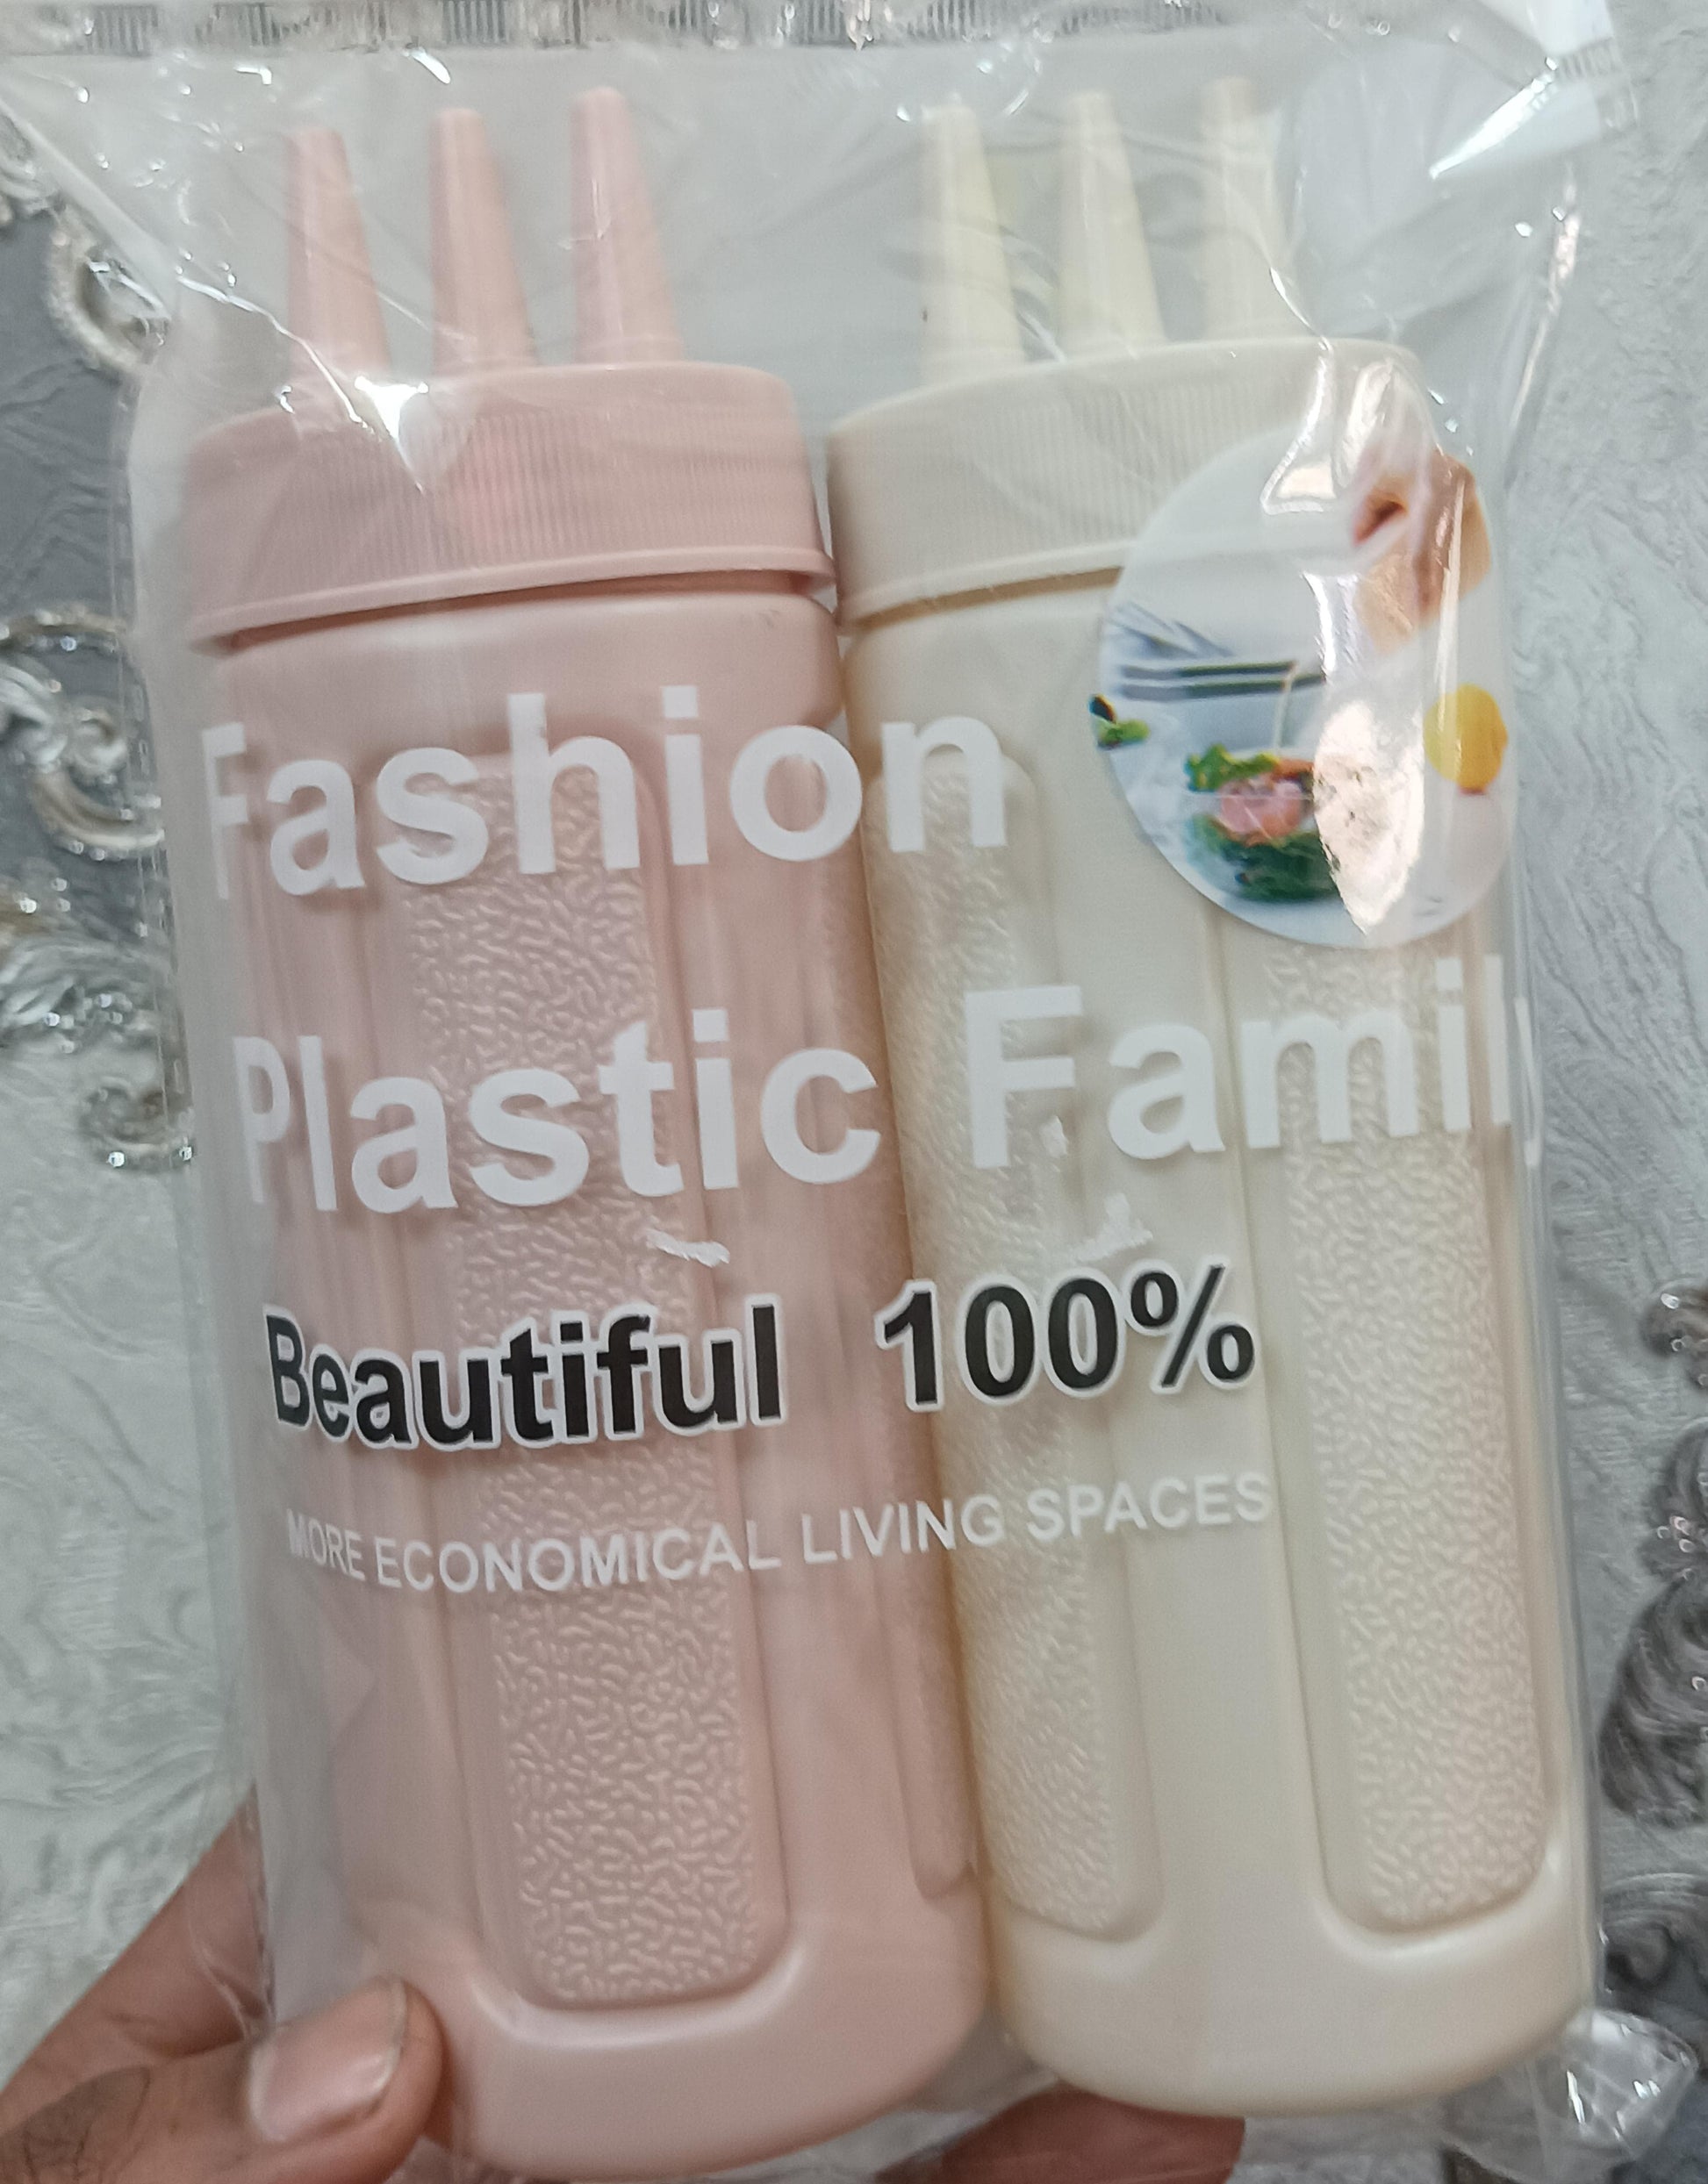 Fashion
Plastic Family
Beautiful 100%
MORE ECONOMICAL LIVING SPACES